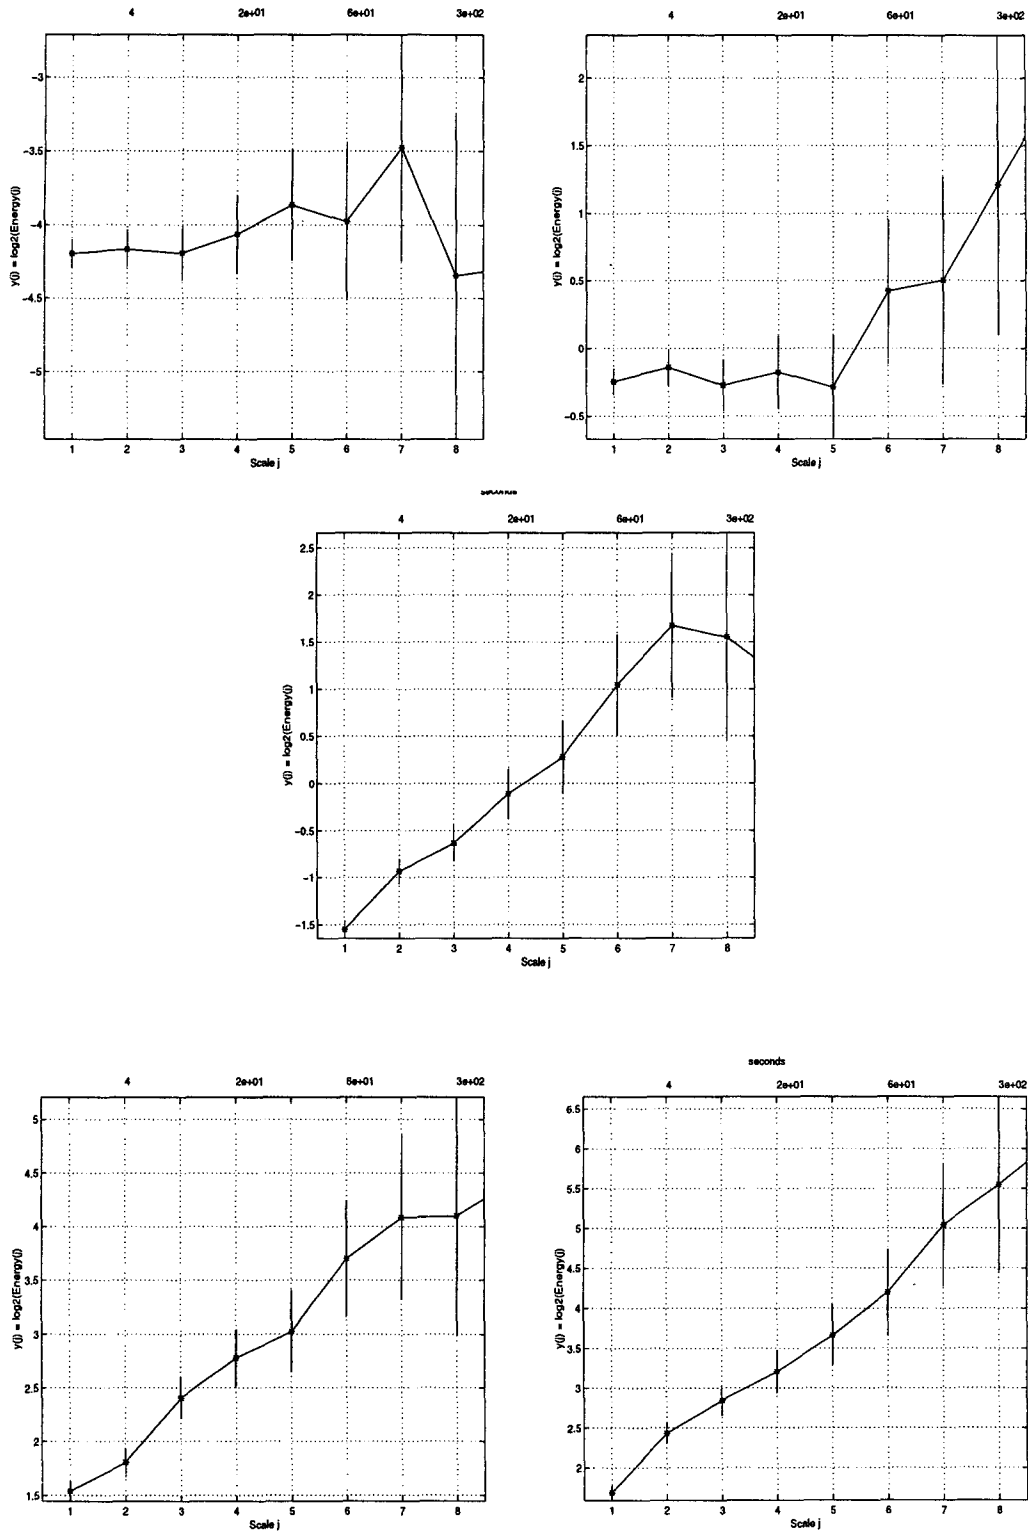 4 2e+01 6e+01 3e+02
−3
−3.5
−4
−4.5
−5
y(j) = log2(Energy(j))
1 2 3 4 5 6 7 8
Scale j
4 2e+01 6e+01 3e+02
2
1.5
1
0.5
0
−0.5
y(j) = log2(Energy(j))
1 2 3 4 5 6 7 8
Scale j
seconds
4 2e+01 6e+01 3e+02
2.5
2
1.5
1
0.5
0
−0.5
−1
−1.5
y(j) = log2(Energy(j))
1 2 3 4 5 6 7 8
Scale j
4 2e+01 6e+01 3e+02
5
4.5
4
3.5
3
2.5
2
1.5
y(j) = log2(Energy(j))
1 2 3 4 5 6 7 8
Scale j
seconds
4 2e+01 6e+01 3e+02
6.5
6
5.5
5
4.5
4
3.5
3
2.5
2
y(j) = log2(Energy(j))
1 2 3 4 5 6 7 8
Scale j